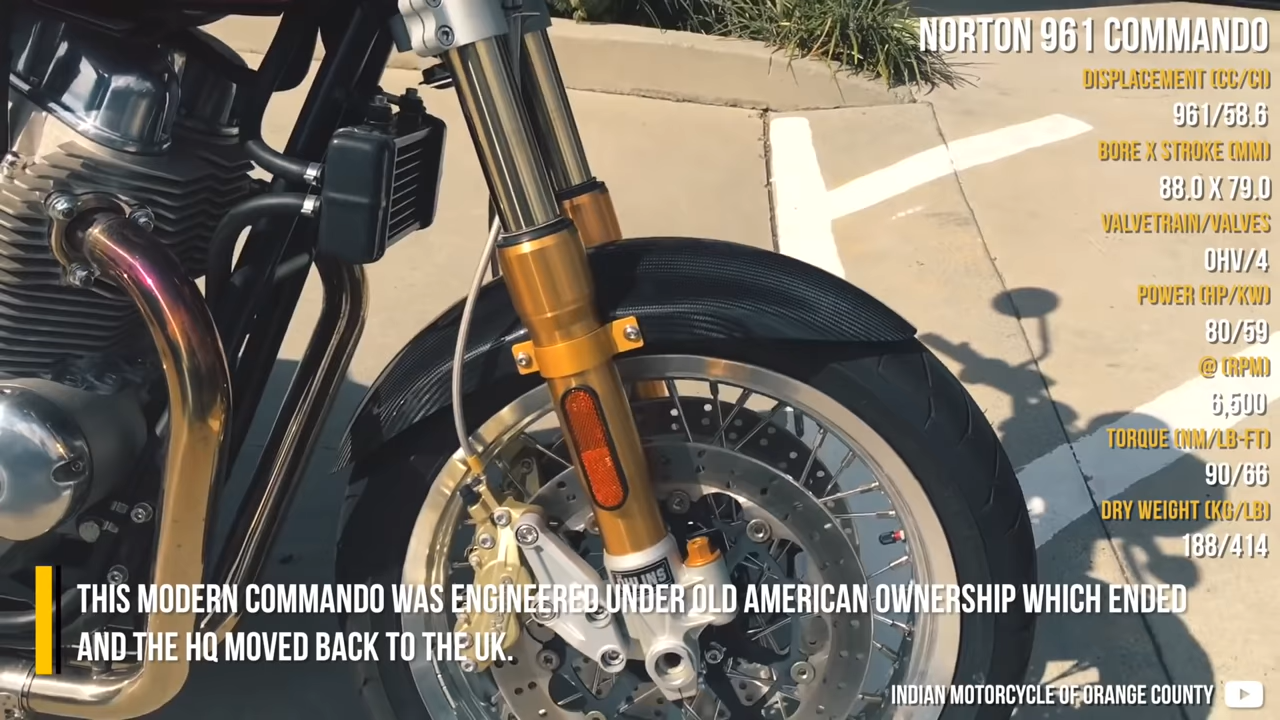 NORTON 961 COMMANDO
DISPLACEMENT (CC/CI)
961/58.6
BORE X STROKE (MM)
88.0 X 79.0
VALVETRAIN/VALVES
OHV/4
POWER (HP/KW)
80/59
@ (RPM)
6,500
TORQUE (NM/LB-FT)
90/66
DRY WEIGHT (KG/LB)
188/414
ÖHLINS
THIS MODERN COMMANDO WAS ENGINEERED UNDER OLD AMERICAN OWNERSHIP WHICH ENDED
AND THE HQ MOVED BACK TO THE UK.
INDIAN MOTORCYCLE OF ORANGE COUNTY